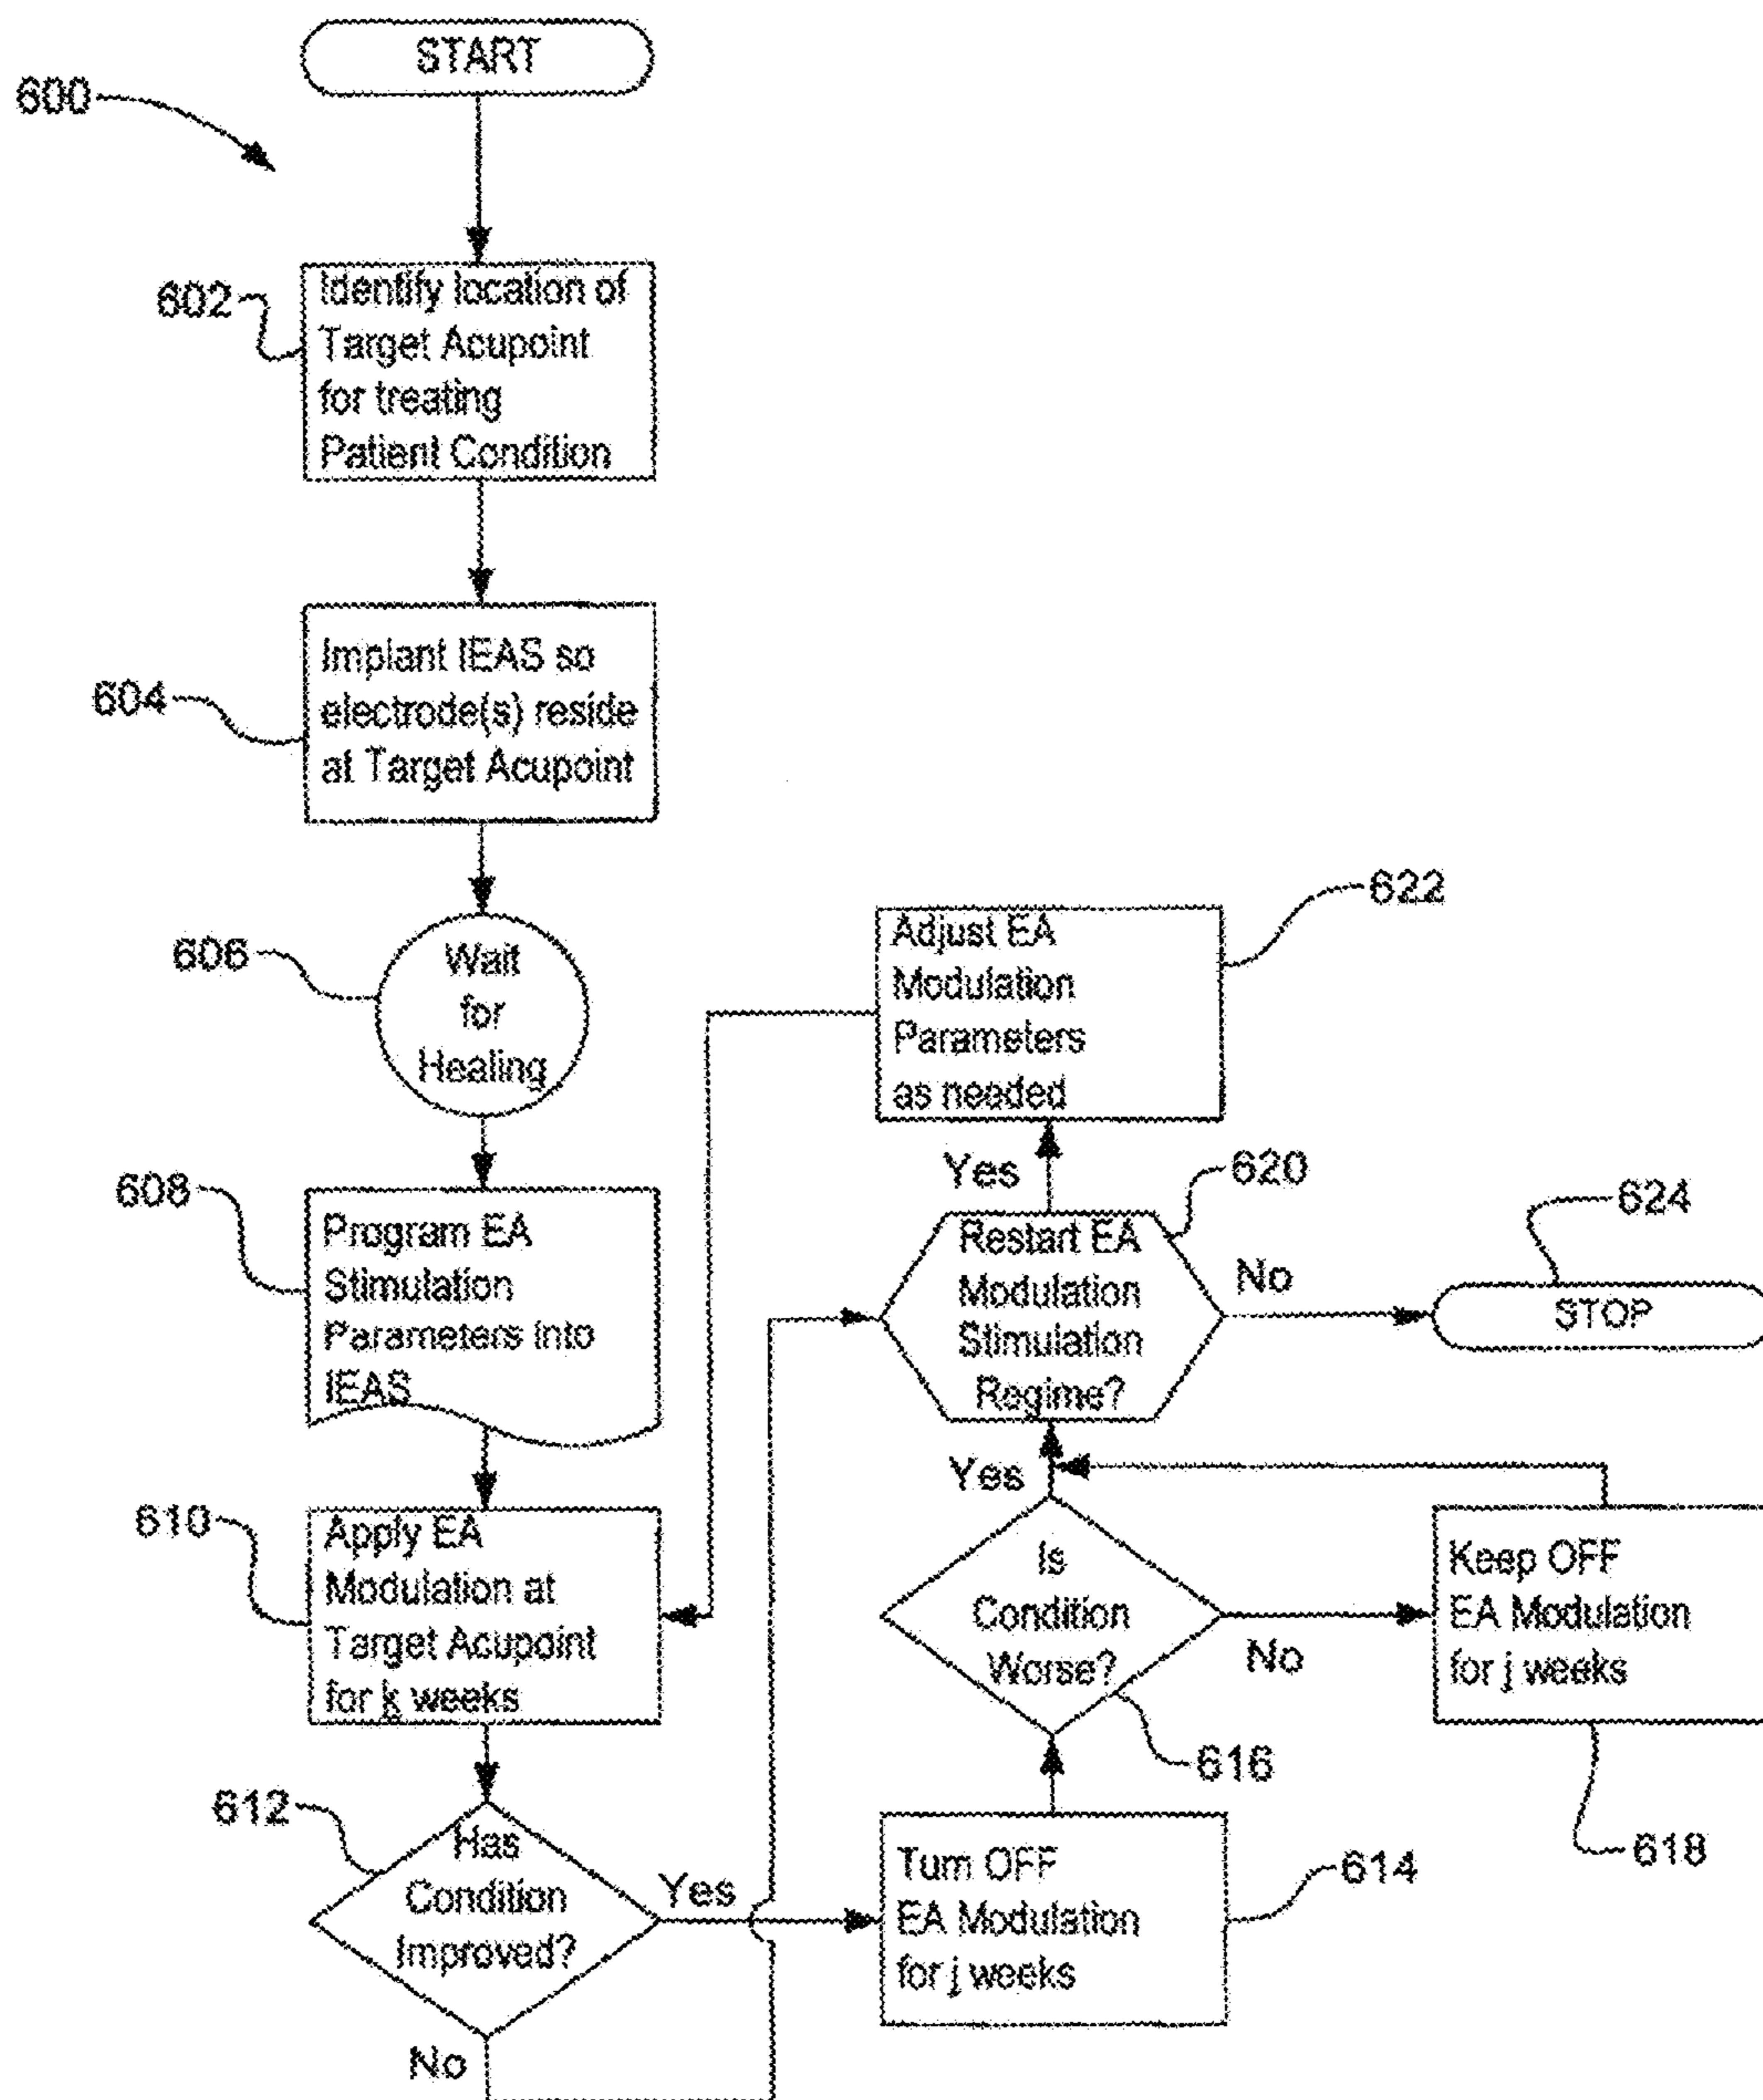 START
600
602
Identify location of
Target Acupoint
for treating
Patient Condition
604
Implant IEAS so
electrode(s) reside
at Target Acupoint
606
Wait
for
Healing
608
Program EA
Stimulation
Parameters into
IEAS
610
Apply EA
Modulation at
Target Acupoint
for k weeks
612
Has
Condition
Improved?
Yes
No
614
Turn OFF
EA Modulation
for j weeks
616
Is
Condition
Worse?
Yes
No
618
Keep OFF
EA Modulation
for j weeks
620
Restart EA
Modulation
Stimulation
Regime?
Yes
No
622
Adjust EA
Modulation
Parameters
as needed
624
STOP